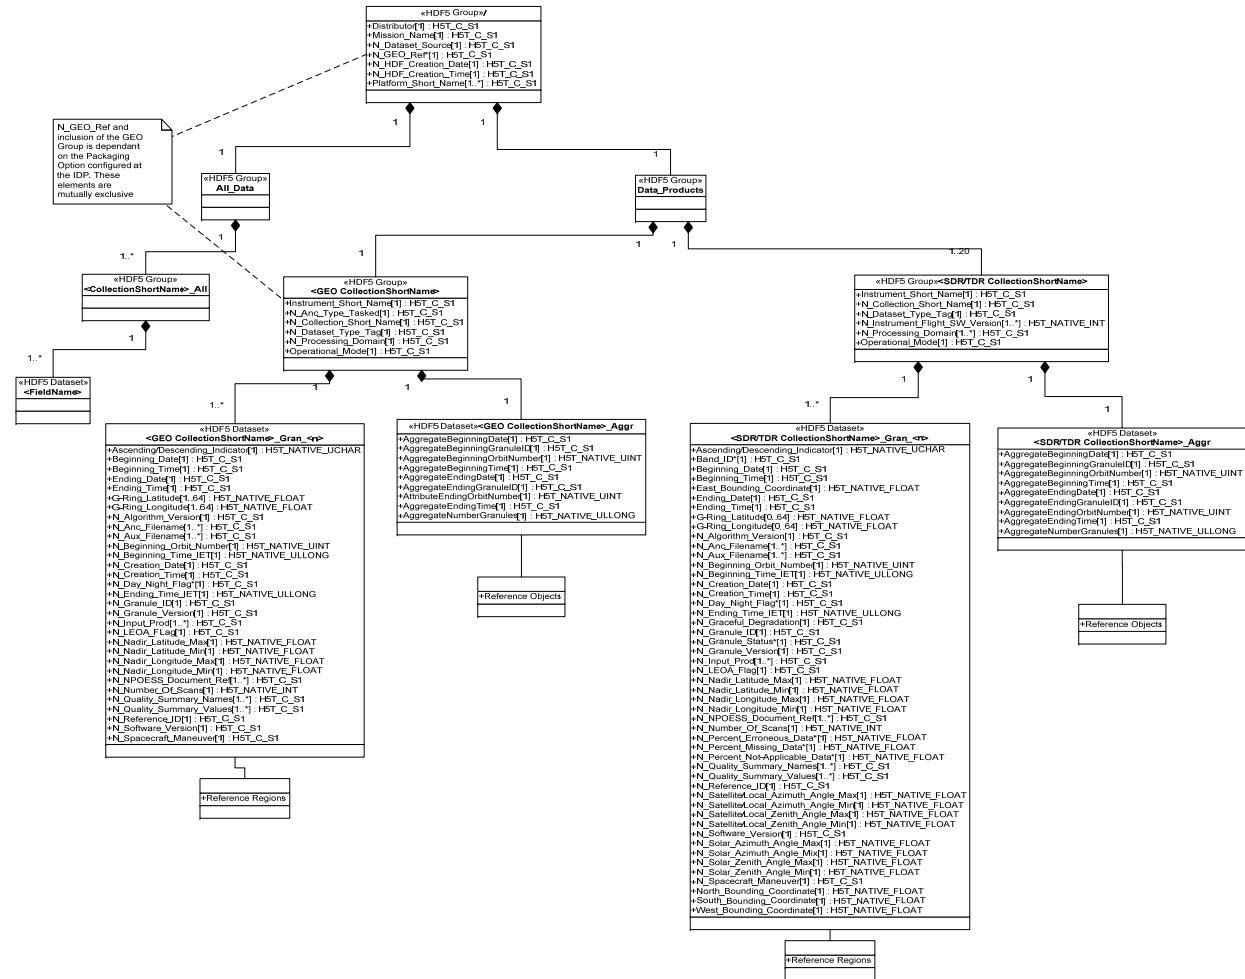 «HDF5 Group»/
+Distributor[1] : H5T_C_S1
+Mission_Name[1] : H5T_C_S1
+N_Dataset_Source[1] : H5T_C_S1
+N_GEO_Ref*[1] : H5T_C_S1
+N_HDF_Creation_Date[1] : H5T_C_S1
+N_HDF_Creation_Time[1] : H5T_C_S1
+Platform_Short_Name[1..*] : H5T_C_S1
1
1
N_GEO_Ref and
inclusion of the GEO
Group is dependant
on the Packaging
Option configured at
the IDP. These
elements are
mutually exclusive
1
1
«HDF5 Group»
All_Data
«HDF5 Group»
Data_Products
1
1..*
1
1
1
1..20
«HDF5 Group»
<CollectionShortName>_All
1
1..*
«HDF5 Dataset»
<FieldName>
«HDF5 Group»
<GEO CollectionShortName>
+Instrument_Short_Name[1] : H5T_C_S1
+N_Anc_Type_Tasked[1] : H5T_C_S1
+N_Collection_Short_Name[1] : H5T_C_S1
+N_Dataset_Type_Tag[1] : H5T_C_S1
+N_Processing_Domain[1] : H5T_C_S1
+Operational_Mode[1] : H5T_C_S1
1
1
1..*
1
«HDF5 Group»<SDR/TDR CollectionShortName>
+Instrument_Short_Name[1] : H5T_C_S1
+N_Collection_Short_Name[1] : H5T_C_S1
+N_Dataset_Type_Tag[1] : H5T_C_S1
+N_Instrument_Flight_SW_Version[1..*] : H5T_NATIVE_INT
+N_Processing_Domain[1..*] : H5T_C_S1
+Operational_Mode[1] : H5T_C_S1
1
1
1..*
1
«HDF5 Dataset»
<GEO CollectionShortName>_Gran_<n>
+Ascending/Descending_Indicator[1] : H5T_NATIVE_UCHAR
+Beginning_Date[1] : H5T_C_S1
+Beginning_Time[1] : H5T_C_S1
+Ending_Date[1] : H5T_C_S1
+Ending_Time[1] : H5T_C_S1
+G-Ring_Latitude[1..64] : H5T_NATIVE_FLOAT
+G-Ring_Longitude[1..64] : H5T_NATIVE_FLOAT
+N_Algorithm_Version[1] : H5T_C_S1
+N_Anc_Filename[1..*] : H5T_C_S1
+N_Aux_Filename[1..*] : H5T_C_S1
+N_Beginning_Orbit_Number[1] : H5T_NATIVE_UINT
+N_Beginning_Time_IET[1] : H5T_NATIVE_ULLONG
+N_Creation_Date[1] : H5T_C_S1
+N_Creation_Time[1] : H5T_C_S1
+N_Day_Night_Flag*[1] : H5T_C_S1
+N_Ending_Time_IET[1] : H5T_NATIVE_ULLONG
+N_Granule_ID[1] : H5T_C_S1
+N_Granule_Version[1] : H5T_C_S1
+N_Input_Prod[1..*] : H5T_C_S1
+N_LEOA_FLag[1] : H5T_C_S1
+N_Nadir_Latitude_Max[1] : H5T_NATIVE_FLOAT
+N_Nadir_Latitude_Min[1] : H5T_NATIVE_FLOAT
+N_Nadir_Longitude_Max[1] : H5T_NATIVE_FLOAT
+N_Nadir_Longitude_Min[1] : H5T_NATIVE_FLOAT
+N_NPOESS_Document_Ref[1..*] : H5T_C_S1
+N_Number_Of_Scans[1] : H5T_NATIVE_INT
+N_Quality_Summary_Names[1..*] : H5T_C_S1
+N_Quality_Summary_Values[1..*] : H5T_C_S1
+N_Reference_ID[1] : H5T_C_S1
+N_Software_Version[1] : H5T_C_S1
+N_Spacecraft_Maneuver[1] : H5T_C_S1
+Reference Regions
«HDF5 Dataset»<GEO CollectionShortName>_Aggr
+AggregateBeginningDate[1] : H5T_C_S1
+AggregateBeginningGranuleID[1] : H5T_C_S1
+AggregateBeginningOrbitNumber[1] : H5T_NATIVE_UINT
+AggregateBeginningTime[1] : H5T_C_S1
+AggregateEndingDate[1] : H5T_C_S1
+AggregateEndingGranuleID[1] : H5T_C_S1
+AttributeEndingOrbitNumber[1] : H5T_NATIVE_UINT
+AggregateEndingTime[1] : H5T_C_S1
+AggregateNumberGranules[1] : H5T_NATIVE_ULLONG
+Reference Objects
«HDF5 Dataset»
<SDR/TDR CollectionShortName>_Gran_<n>
+Ascending/Descending_Indicator[1] : H5T_NATIVE_UCHAR
+Band_ID*[1] : H5T_C_S1
+Beginning_Date[1] : H5T_C_S1
+Beginning_Time[1] : H5T_C_S1
+East_Bounding_Coordinate[1] : H5T_NATIVE_FLOAT
+Ending_Date[1] : H5T_C_S1
+Ending_Time[1] : H5T_C_S1
+G-Ring_Latitude[0..64] : H5T_NATIVE_FLOAT
+G-Ring_Longitude[0..64] : H5T_NATIVE_FLOAT
+N_Algorithm_Version[1] : H5T_C_S1
+N_Anc_Filename[1..*] : H5T_C_S1
+N_Aux_Filename[1..*] : H5T_C_S1
+N_Beginning_Orbit_Number[1] : H5T_NATIVE_UINT
+N_Beginning_Time_IET[1] : H5T_NATIVE_ULLONG
+N_Creation_Date[1] : H5T_C_S1
+N_Creation_Time[1] : H5T_C_S1
+N_Day_Night_Flag*[1] : H5T_C_S1
+N_Ending_Time_IET[1] : H5T_NATIVE_ULLONG
+N_Graceful_Degradation[1] : H5T_C_S1
+N_Granule_ID[1] : H5T_C_S1
+N_Granule_Status*[1] : H5T_C_S1
+N_Granule_Version[1] : H5T_C_S1
+N_Input_Prod[1..*] : H5T_C_S1
+N_LEOA_Flag[1] : H5T_C_S1
+N_Nadir_Latitude_Max[1] : H5T_NATIVE_FLOAT
+N_Nadir_Latitude_Min[1] : H5T_NATIVE_FLOAT
+N_Nadir_Longitude_Max[1] : H5T_NATIVE_FLOAT
+N_Nadir_Longitude_Min[1] : H5T_NATIVE_FLOAT
+N_NPOESS_Document_Ref[1..*] : H5T_C_S1
+N_Number_Of_Scans[1] : H5T_NATIVE_INT
+N_Percent_Erroneous_Data*[1] : H5T_NATIVE_FLOAT
+N_Percent_Missing_Data*[1] : H5T_NATIVE_FLOAT
+N_Percent_Not-Applicable_Data*[1] : H5T_NATIVE_FLOAT
+N_Quality_Summary_Names[1..*] : H5T_C_S1
+N_Quality_Summary_Values[1..*] : H5T_C_S1
+N_Reference_ID[1] : H5T_C_S1
+N_Satellite/Local_Azimuth_Angle_Max[1] : H5T_NATIVE_FLOAT
+N_Satellite/Local_Azimuth_Angle_Min[1] : H5T_NATIVE_FLOAT
+N_Satellite/Local_Zenith_Angle_Max[1] : H5T_NATIVE_FLOAT
+N_Satellite/Local_Zenith_Angle_Min[1] : H5T_NATIVE_FLOAT
+N_Software_Version[1] : H5T_C_S1
+N_Solar_Azimuth_Angle_Max[1] : H5T_NATIVE_FLOAT
+N_Solar_Azimuth_Angle_Mix[1] : H5T_NATIVE_FLOAT
+N_Solar_Zenith_Angle_Max[1] : H5T_NATIVE_FLOAT
+N_Solar_Zenith_Angle_Min[1] : H5T_NATIVE_FLOAT
+N_Spacecraft_Maneuver[1] : H5T_C_S1
+North_Bounding_Coordinate[1] : H5T_NATIVE_FLOAT
+South_Bounding_Coordinate[1] : H5T_NATIVE_FLOAT
+West_Bounding_Coordinate[1] : H5T_NATIVE_FLOAT
+Reference Regions
«HDF5 Dataset»
<SDR/TDR CollectionShortName>_Aggr
+AggregateBeginningDate[1] : H5T_C_S1
+AggregateBeginningGranuleID[1] : H5T_C_S1
+AggregateBeginningOrbitNumber[1] : H5T_NATIVE_UINT
+AggregateBeginningTime[1] : H5T_C_S1
+AggregateEndingDate[1] : H5T_C_S1
+AggregateEndingGranuleID[1] : H5T_C_S1
+AggregateEndingOrbitNumber[1] : H5T_NATIVE_UINT
+AggregateEndingTime[1] : H5T_C_S1
+AggregateNumberGranules[1] : H5T_NATIVE_ULLONG
+Reference Objects